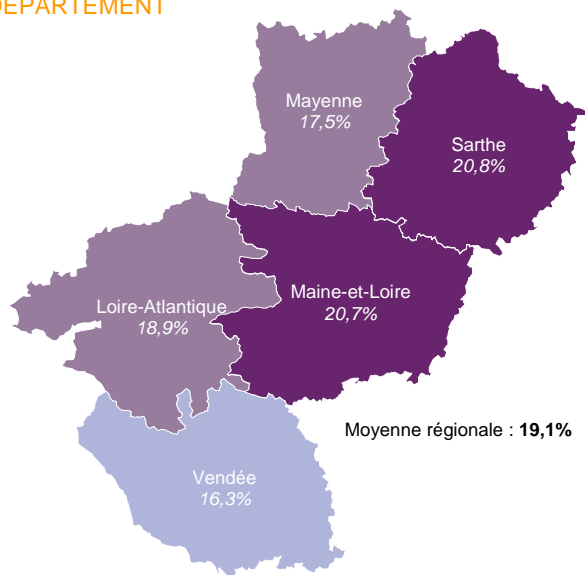 DÉPARTEMENT
Mayenne
17,5%
Sarthe
20,8%
Loire-Atlantique
18,9%
Maine-et-Loire
20,7%
Moyenne régionale : 19,1%
Vendée
16,3%